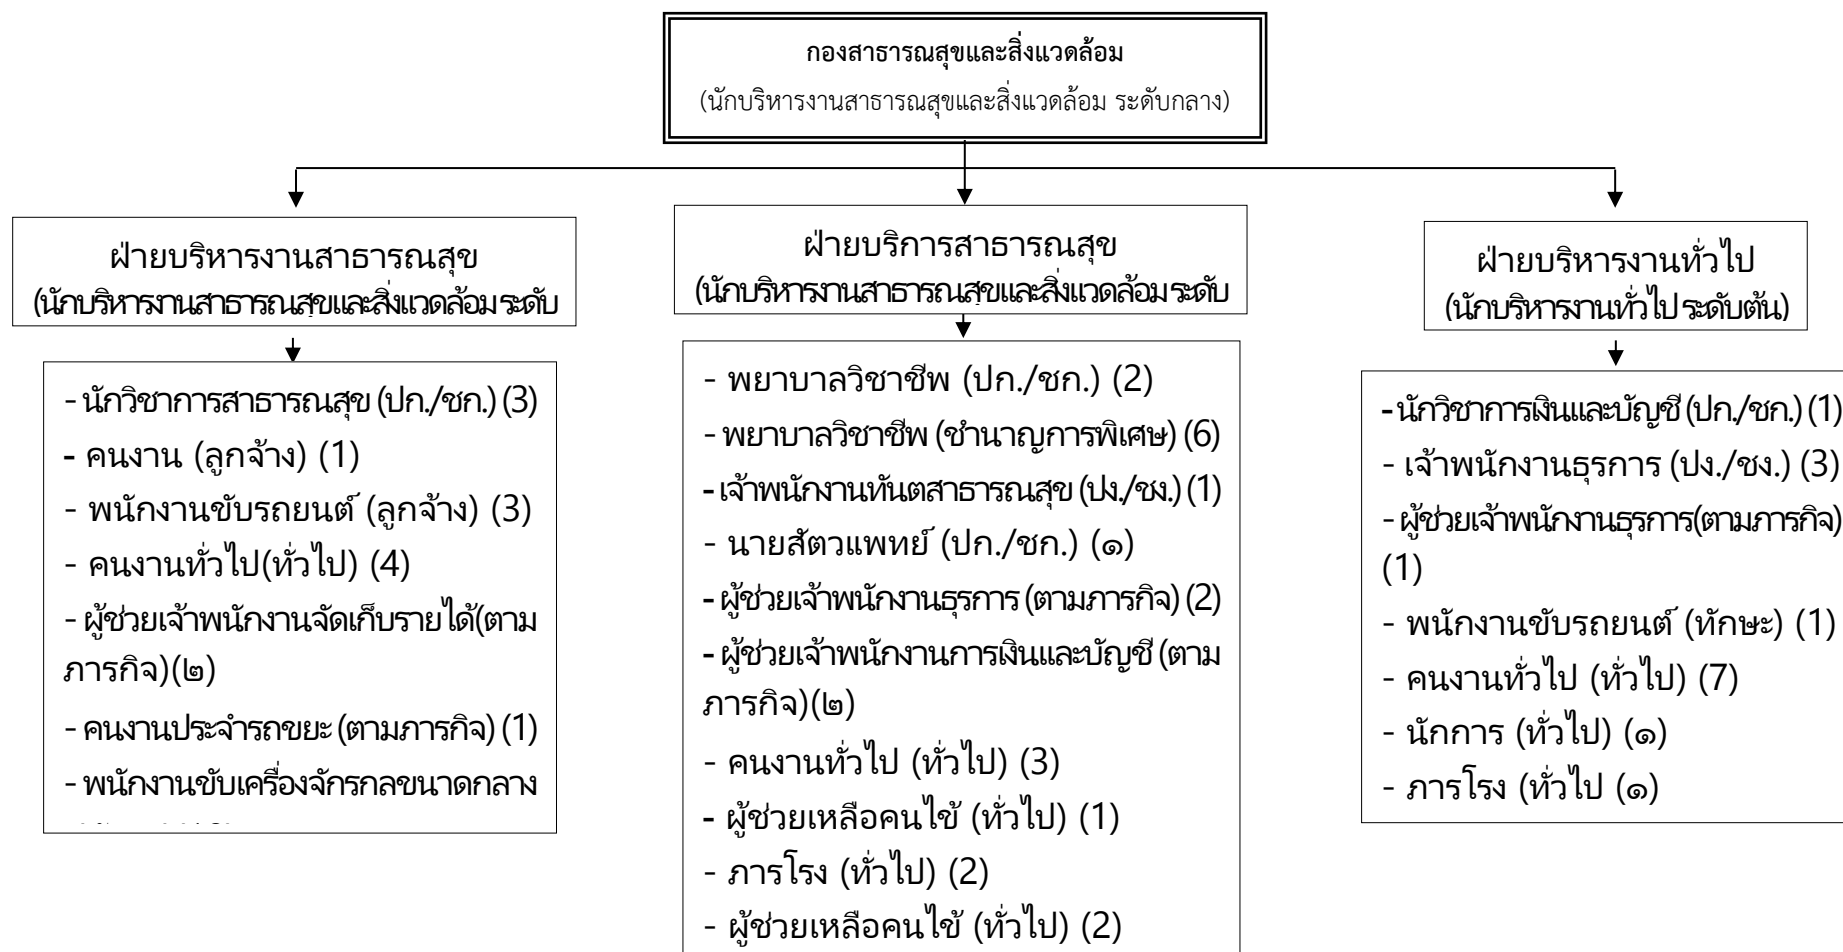 กองสาธารณสุขและสิ่งแวดล้อม
(นักบริหารงานสาธารณสุขและสิ่งแวดล้อม ระดับกลาง)
ฝ่ายบริหารงานสาธารณสุข
(นักบริหารงานสาธารณสุขและสิ่งแวดล้อม ระดับ
- นักวิชาการสาธารณสุข (ปก./ชก.) (3)
- คนงาน (ลูกจ้าง) (1)
- พนักงานขับรถยนต์ (ลูกจ้าง) (3)
- คนงานทั่วไป(ทั่วไป) (4)
- ผู้ช่วยเจ้าพนักงานจัดเก็บรายได้(ตาม
ภารกิจ)(๒)
- คนงานประจำรถขยะ (ตามภารกิจ) (1)
- พนักงานขับเครื่องจักรกลขนาดกลาง
ฝ่ายบริการสาธารณสุข
(นักบริหารงานสาธารณสุขและสิ่งแวดล้อม ระดับ
- พยาบาลวิชาชีพ (ปก./ชก.) (2)
- พยาบาลวิชาชีพ (ชำนาญการพิเศษ) (6)
- เจ้าพนักงานทันตสาธารณสุข (ปง./ชง.) (1)
- นายสัตวแพทย์ (ปก./ชก.) (๑)
- ผู้ช่วยเจ้าพนักงานธุรการ (ตามภารกิจ) (2)
- ผู้ช่วยเจ้าพนักงานการเงินและบัญชี (ตาม
ภารกิจ)(๒)
- คนงานทั่วไป (ทั่วไป) (3)
- ผู้ช่วยเหลือคนไข้ (ทั่วไป) (1)
- ภารโรง (ทั่วไป) (2)
- ผู้ช่วยเหลือคนไข้ (ทั่วไป) (2)
ฝ่ายบริหารงานทั่วไป
(นักบริหารงานทั่วไป ระดับต้น)
- นักวิชาการเงินและบัญชี (ปก./ชก.) (1)
- เจ้าพนักงานธุรการ (ปง./ชง.) (3)
- ผู้ช่วยเจ้าพนักงานธุรการ(ตามภารกิจ)
(1)
- พนักงานขับรถยนต์ (ทักษะ) (1)
- คนงานทั่วไป (ทั่วไป) (7)
- นักการ (ทั่วไป) (๑)
- ภารโรง (ทั่วไป (๑)